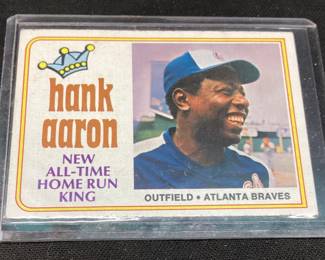 hank
aaron
NEW
ALL-TIME
HOME RUN
KING
OUTFIELD • ATLANTA BRAVES